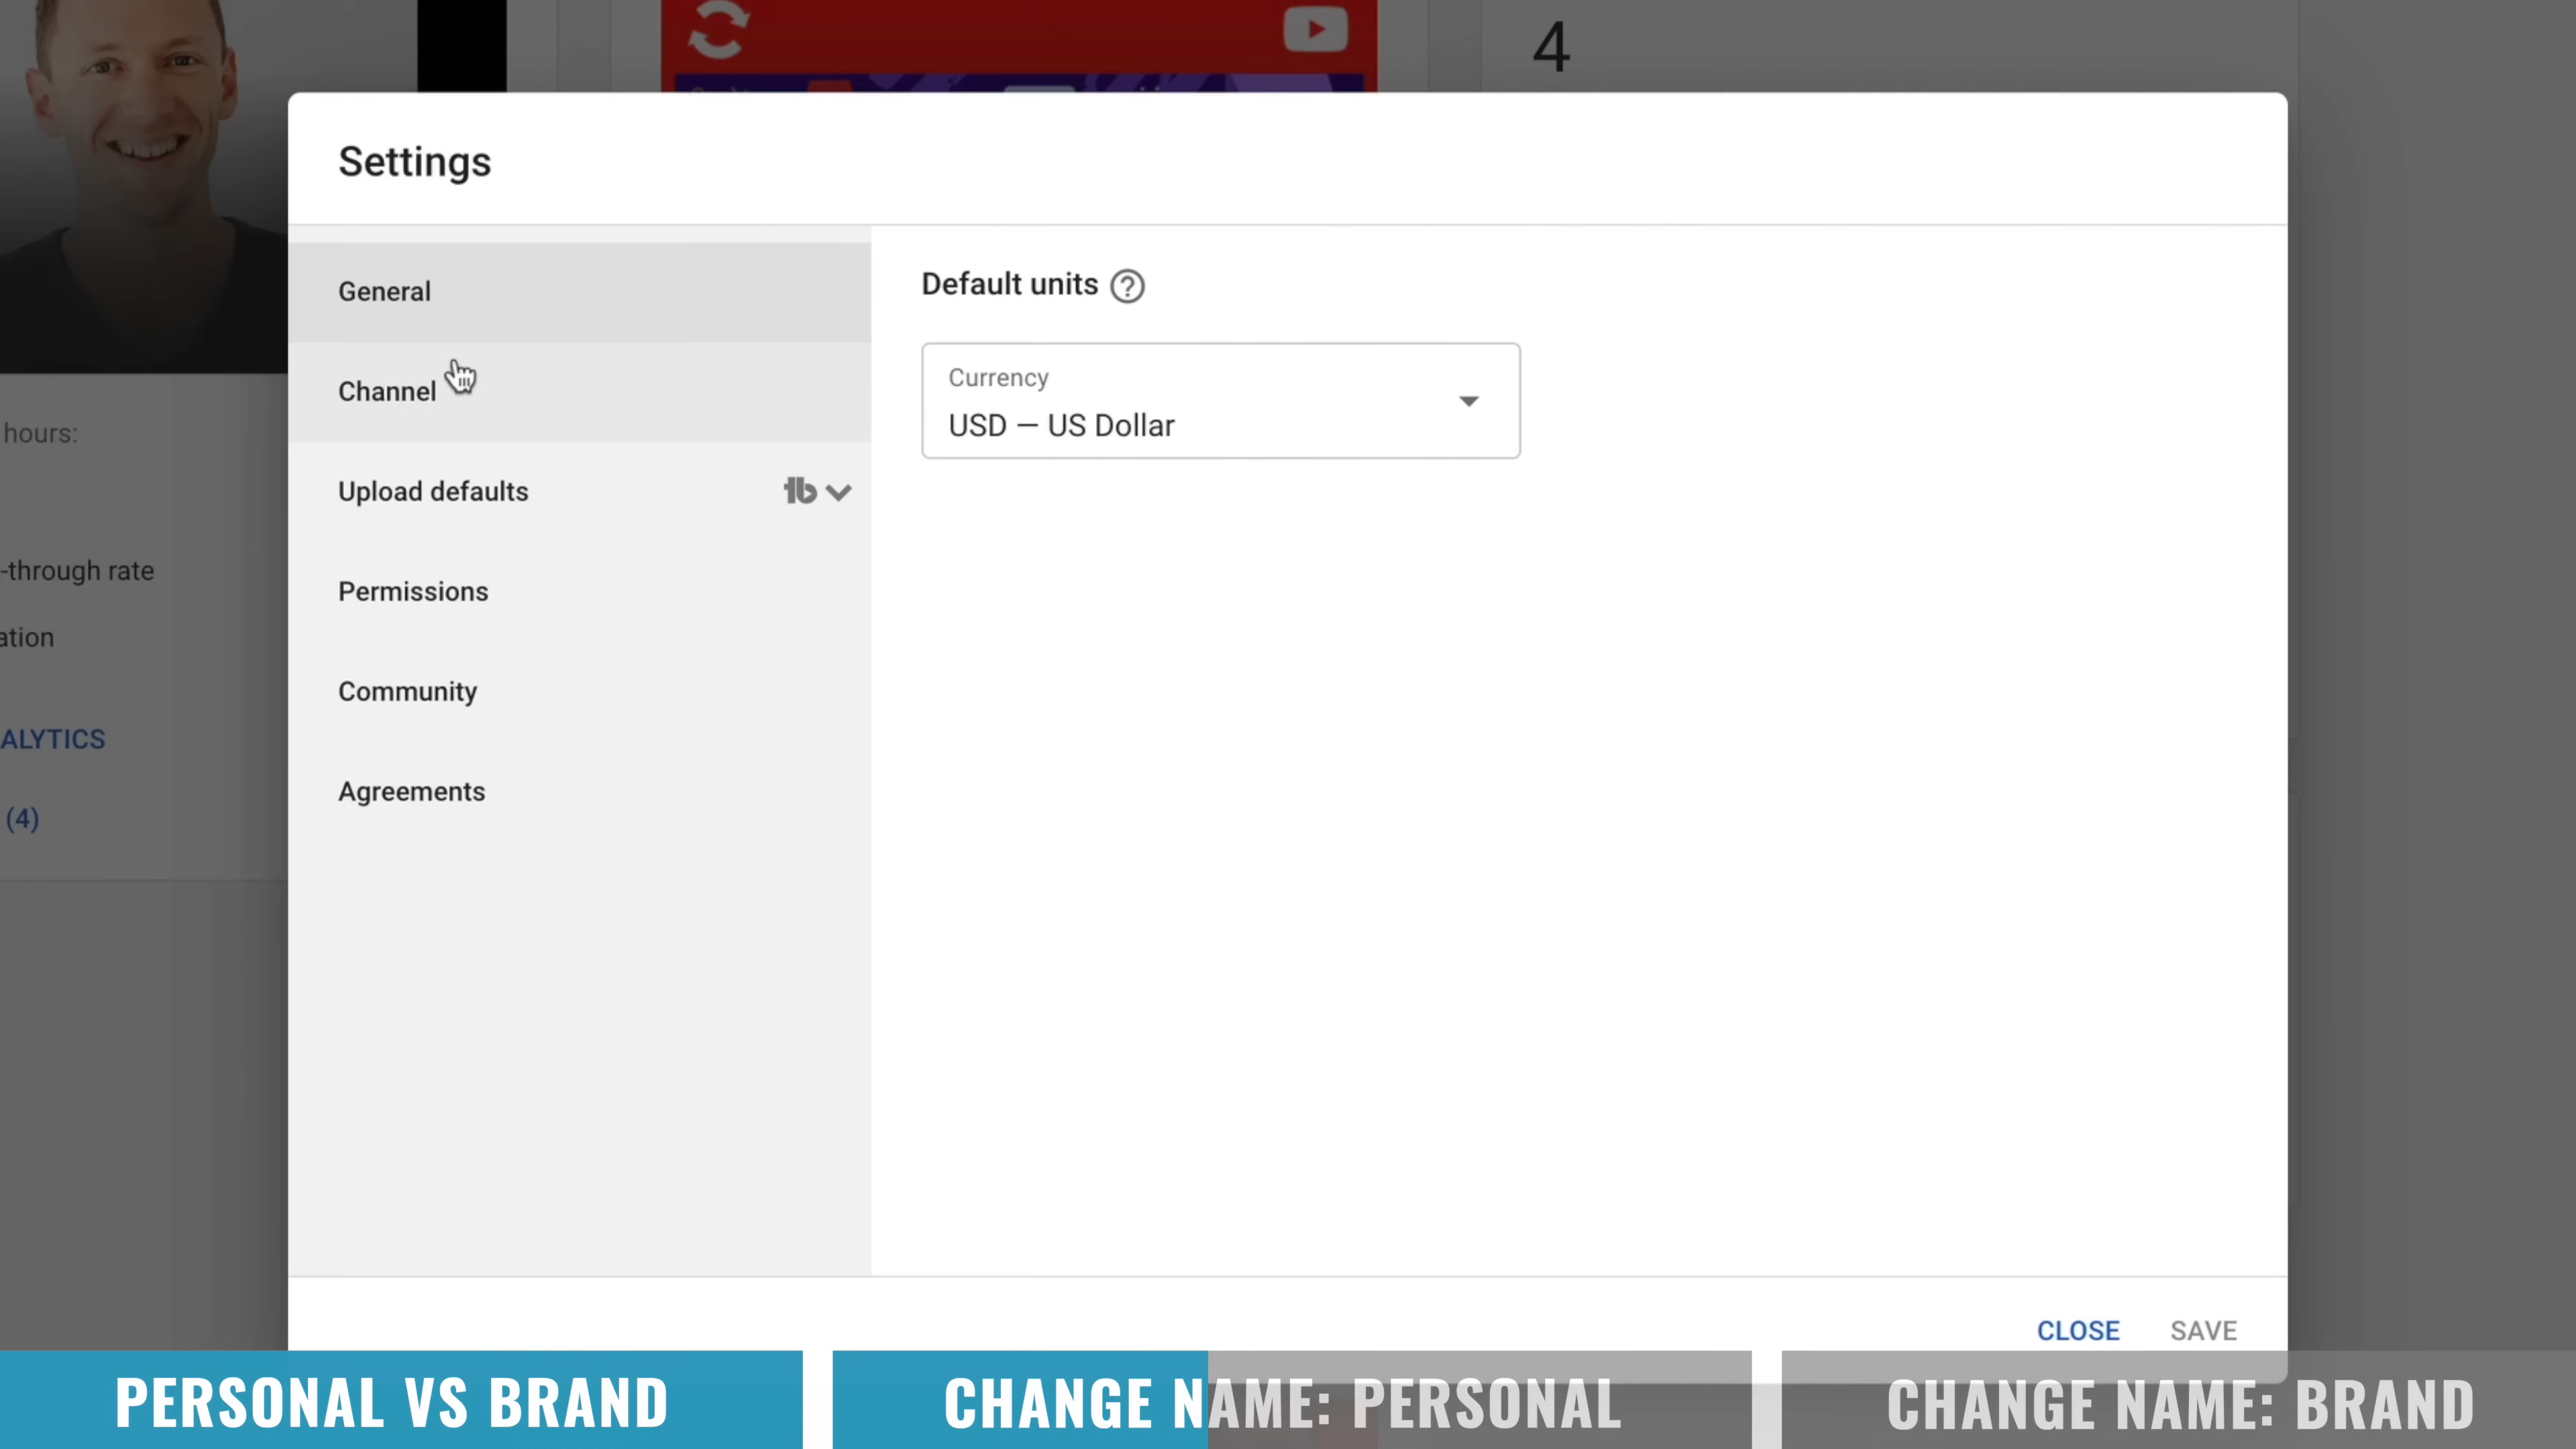 4
Settings
General
Channel
Upload defaults
Permissions
Community
Agreements
Default units
Currency
USD — US Dollar
hours:
-through rate
ation
ALYTICS
(4)
CLOSE SAVE
PERSONAL VS BRAND
CHANGE NAME: PERSONAL
CHANGE NAME: BRAND